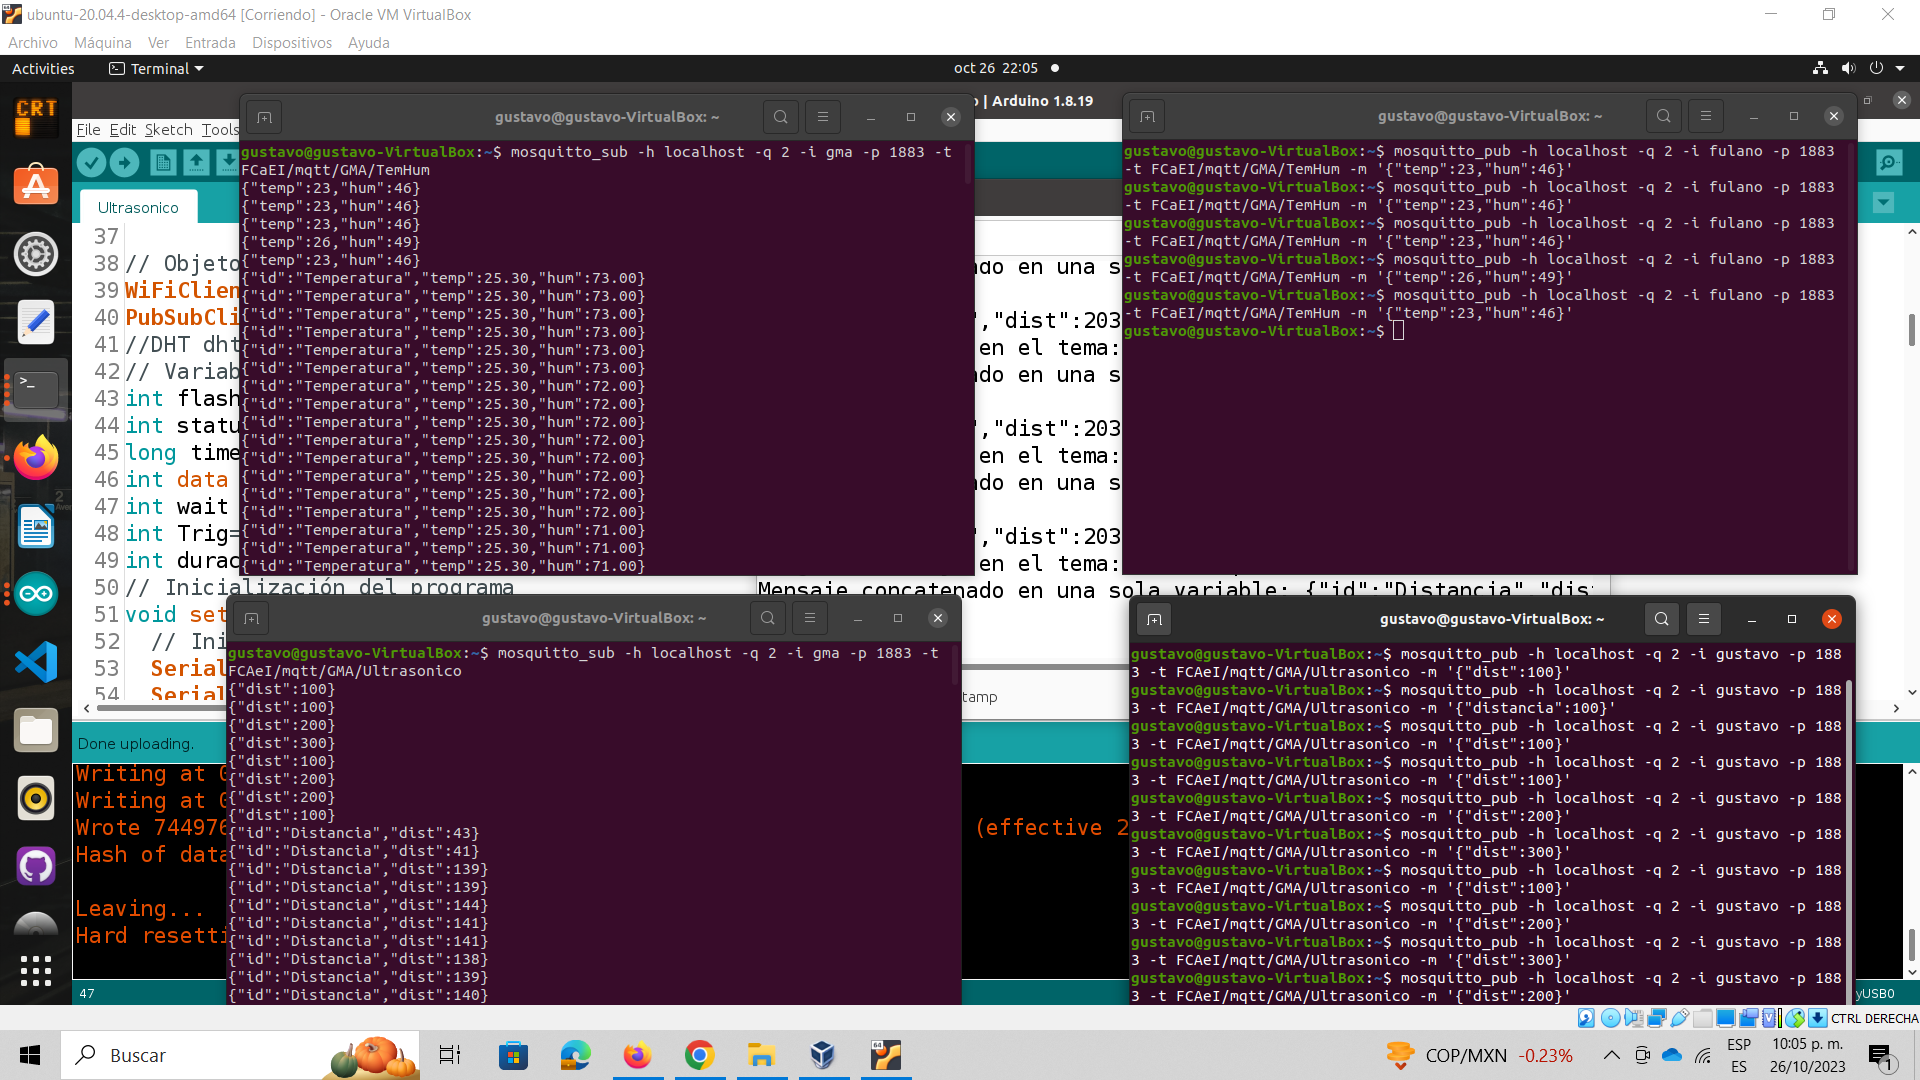 ubuntu-20.04.4-desktop-amd64 [Corriendo] - Oracle VM VirtualBox
Archivo Máquina Ver Entrada Dispositivos Ayuda
Activities Terminal oct 26 22:05
| Arduino 1.8.19
File Edit Sketch Tools
Ultrasonico
37
38 // Objeto
39 WiFiClien
40 PubSubCli
41 //DHT dht
42 // Variab
43 int flash
44 int statu
45 long time
46 int data
47 int wait
48 int Trig=
49 int durac
50 // Inicialización del programa
51 void set
52 // Ini
53 Serial
54 Serial
gustavo@gustavo-VirtualBox: ~
gustavo@gustavo-VirtualBox:~$ mosquitto_sub -h localhost -q 2 -i gma -p 1883 -t
FCaEI/mqtt/GMA/TemHum
{"temp":23,"hum":46}
{"temp":23,"hum":46}
{"temp":23,"hum":46}
{"temp":26,"hum":49}
{"temp":23,"hum":46}
{"id":"Temperatura","temp":25.30,"hum":73.00}
{"id":"Temperatura","temp":25.30,"hum":73.00}
{"id":"Temperatura","temp":25.30,"hum":73.00}
{"id":"Temperatura","temp":25.30,"hum":73.00}
{"id":"Temperatura","temp":25.30,"hum":73.00}
{"id":"Temperatura","temp":25.30,"hum":73.00}
{"id":"Temperatura","temp":25.30,"hum":72.00}
{"id":"Temperatura","temp":25.30,"hum":72.00}
{"id":"Temperatura","temp":25.30,"hum":72.00}
{"id":"Temperatura","temp":25.30,"hum":72.00}
{"id":"Temperatura","temp":25.30,"hum":72.00}
{"id":"Temperatura","temp":25.30,"hum":72.00}
{"id":"Temperatura","temp":25.30,"hum":72.00}
{"id":"Temperatura","temp":25.30,"hum":72.00}
{"id":"Temperatura","temp":25.30,"hum":71.00}
{"id":"Temperatura","temp":25.30,"hum":71.00}
{"id":"Temperatura","temp":25.30,"hum":71.00}
do en una s
","dist":203
en el tema:
do en una s
","dist":203
en el tema:
do en una s
","dist":203
en el tema:
Mensaje concatenado en una sola variable: {"id":"Distancia","dis
tamp
gustavo@gustavo-VirtualBox: ~
gustavo@gustavo-VirtualBox:~$ mosquitto_pub -h localhost -q 2 -i fulano -p 1883
-t FCaEI/mqtt/GMA/TemHum -m '{"temp":23,"hum":46}'
gustavo@gustavo-VirtualBox:~$ mosquitto_pub -h localhost -q 2 -i fulano -p 1883
-t FCaEI/mqtt/GMA/TemHum -m '{"temp":23,"hum":46}'
gustavo@gustavo-VirtualBox:~$ mosquitto_pub -h localhost -q 2 -i fulano -p 1883
-t FCaEI/mqtt/GMA/TemHum -m '{"temp":23,"hum":46}'
gustavo@gustavo-VirtualBox:~$ mosquitto_pub -h localhost -q 2 -i fulano -p 1883
-t FCaEI/mqtt/GMA/TemHum -m '{"temp":26,"hum":49}'
gustavo@gustavo-VirtualBox:~$ mosquitto_pub -h localhost -q 2 -i fulano -p 1883
-t FCaEI/mqtt/GMA/TemHum -m '{"temp":23,"hum":46}'
gustavo@gustavo-VirtualBox:~$
gustavo@gustavo-VirtualBox: ~
gustavo@gustavo-VirtualBox:~$ mosquitto_sub -h localhost -q 2 -i gma -p 1883 -t
FCAeI/mqtt/GMA/Ultrasonico
{"dist":100}
{"dist":100}
{"dist":200}
{"dist":300}
{"dist":100}
{"dist":200}
{"dist":200}
{"dist":100}
{"id":"Distancia","dist":43}
{"id":"Distancia","dist":41}
{"id":"Distancia","dist":139}
{"id":"Distancia","dist":139}
{"id":"Distancia","dist":144}
{"id":"Distancia","dist":141}
{"id":"Distancia","dist":141}
{"id":"Distancia","dist":138}
{"id":"Distancia","dist":139}
{"id":"Distancia","dist":140}
gustavo@gustavo-VirtualBox: ~
gustavo@gustavo-VirtualBox:~$ mosquitto_pub -h localhost -q 2 -i gustavo -p 188
3 -t FCAeI/mqtt/GMA/Ultrasonico -m '{"dist":100}'
gustavo@gustavo-VirtualBox:~$ mosquitto_pub -h localhost -q 2 -i gustavo -p 188
3 -t FCAeI/mqtt/GMA/Ultrasonico -m '{"distancia":100}'
gustavo@gustavo-VirtualBox:~$ mosquitto_pub -h localhost -q 2 -i gustavo -p 188
3 -t FCAeI/mqtt/GMA/Ultrasonico -m '{"dist":100}'
gustavo@gustavo-VirtualBox:~$ mosquitto_pub -h localhost -q 2 -i gustavo -p 188
3 -t FCAeI/mqtt/GMA/Ultrasonico -m '{"dist":100}'
gustavo@gustavo-VirtualBox:~$ mosquitto_pub -h localhost -q 2 -i gustavo -p 188
3 -t FCAeI/mqtt/GMA/Ultrasonico -m '{"dist":200}'
gustavo@gustavo-VirtualBox:~$ mosquitto_pub -h localhost -q 2 -i gustavo -p 188
3 -t FCAeI/mqtt/GMA/Ultrasonico -m '{"dist":300}'
gustavo@gustavo-VirtualBox:~$ mosquitto_pub -h localhost -q 2 -i gustavo -p 188
3 -t FCAeI/mqtt/GMA/Ultrasonico -m '{"dist":100}'
gustavo@gustavo-VirtualBox:~$ mosquitto_pub -h localhost -q 2 -i gustavo -p 188
3 -t FCAeI/mqtt/GMA/Ultrasonico -m '{"dist":200}'
gustavo@gustavo-VirtualBox:~$ mosquitto_pub -h localhost -q 2 -i gustavo -p 188
3 -t FCAeI/mqtt/GMA/Ultrasonico -m '{"dist":300}'
gustavo@gustavo-VirtualBox:~$ mosquitto_pub -h localhost -q 2 -i gustavo -p 188
3 -t FCAeI/mqtt/GMA/Ultrasonico -m '{"dist":200}'
Done uploading.
Writing at 0
Writing at 0
Wrote 744976 (effective 2
Hash of data
Leaving...
Hard resetti
47 yUSB0
CTRL DERECHA
Buscar
COP/MXN -0.23%
ESP
ES
10:05 p. m.
26/10/2023
1